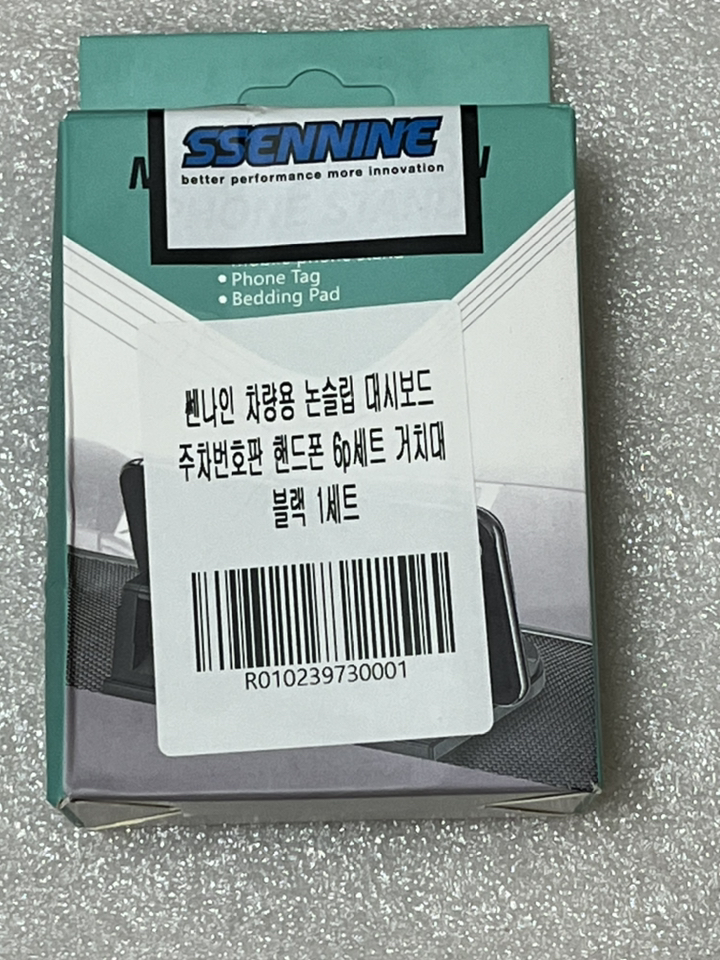 SSENNINE
better performance more innovation
PHONE STAND
• Phone Tag
• Bedding Pad
쎈나인 차량용 논슬립 대시보드
주차번호판 핸드폰 6p세트 거치대
블랙 1세트
R010239730001